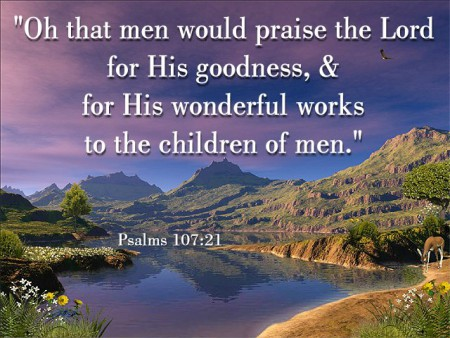 "Oh that men would praise the Lord
for His goodness, &
for His wonderful works
to the children of men."
Psalms 107:21